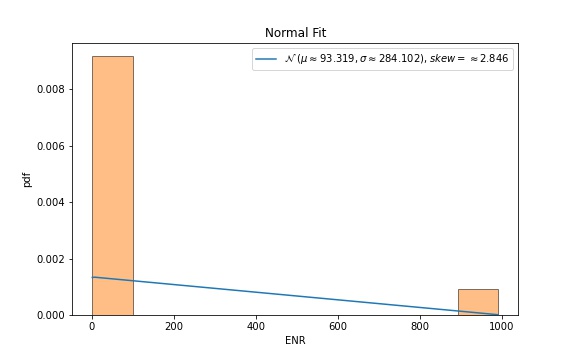 Normal Fit
𝒩 (μ ≈ 93.319, σ ≈ 284.102), skew = ≈ 2.846
pdf
0.008
0.006
0.004
0.002
0.000
0 200 400 600 800 1000
ENR